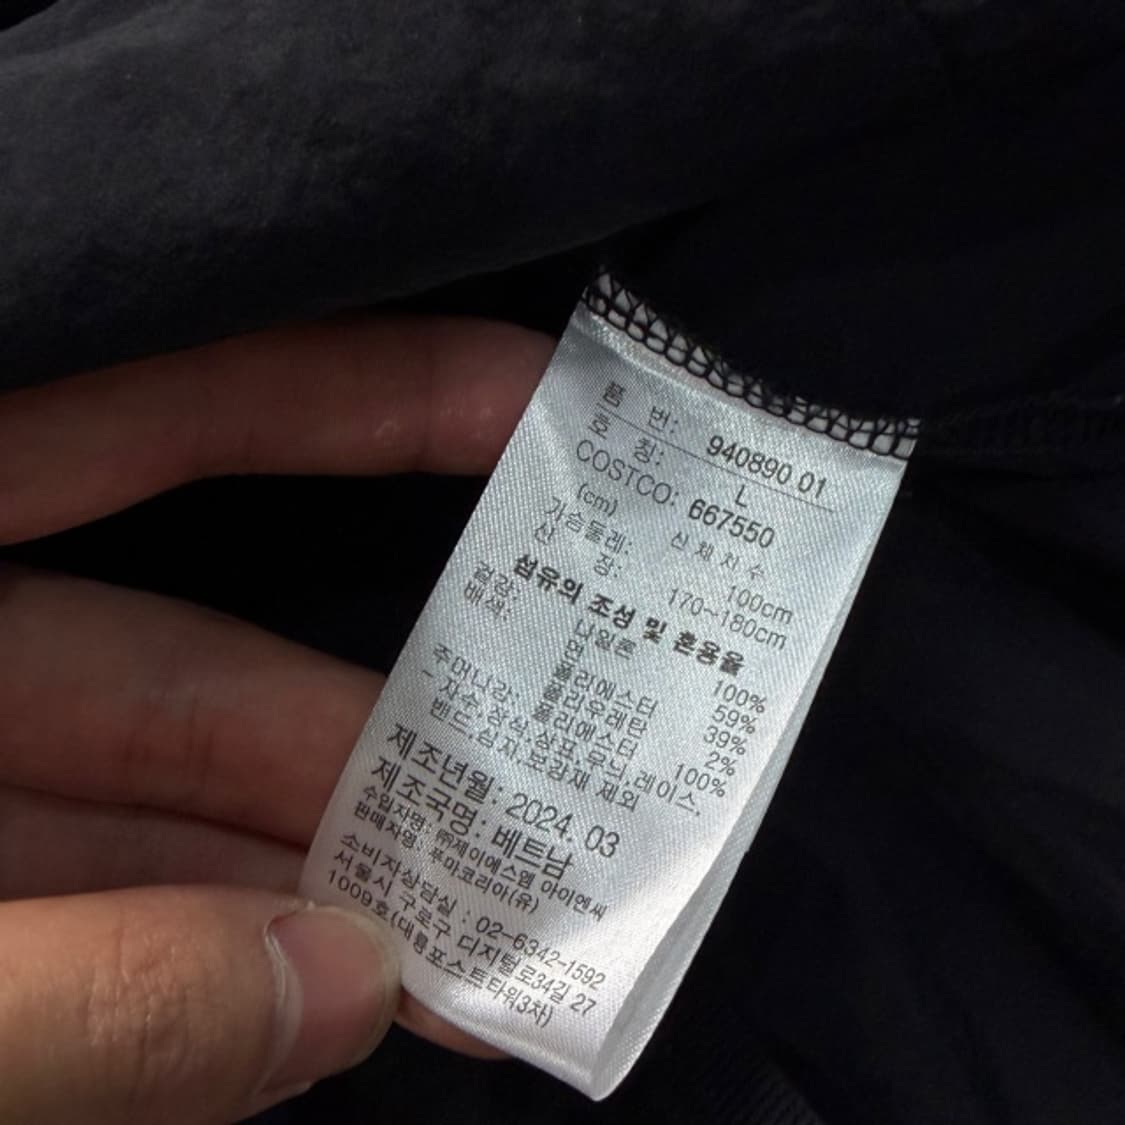 품 번: 940890 01
호 칭: L
COSTCO: 667550
(cm) 신체치수
가슴둘레: 100cm
신 장: 170~180cm
섬유의 조성 및 혼용율
겉감: 나일론 100%
배색: 면 59%
폴리에스터 39%
폴리우레탄 2%
주머니감: 폴리에스터 100%
- 자수, 장식, 상표, 무늬, 레이스,
밴드, 심지, 보강재 제외
제조년월: 2024. 03
제조국명: 베트남
수입자명: ㈜제이에스엠 아이엔씨
판매자명: 푸마코리아(유)
소비자상담실 : 02-6342-1592
서울시 구로구 디지털로34길 27
1009호(대륭포스트타워3차)